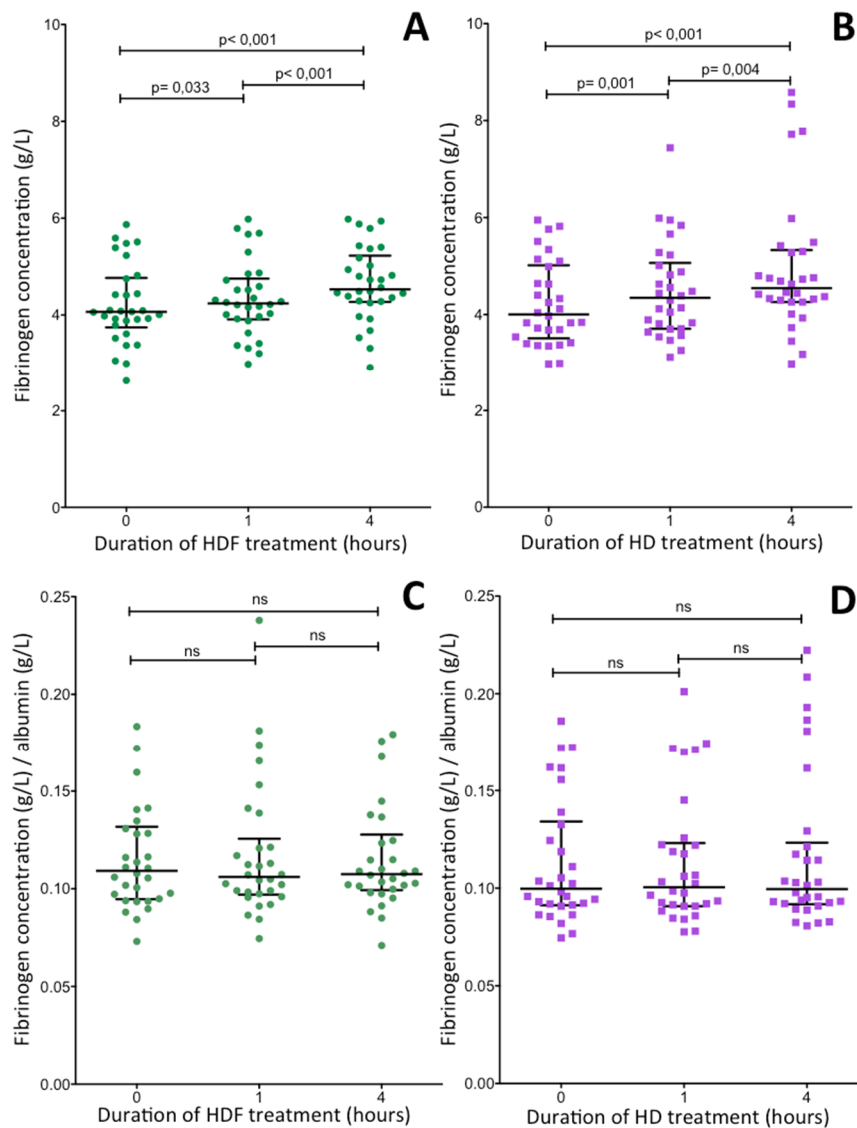 A
10
p< 0,001
p= 0,033
p< 0,001
8
6
4
2
0
Fibrinogen concentration (g/L)
0
1
4
Duration of HDF treatment (hours)
B
10
p< 0,001
p= 0,001
p= 0,004
8
6
4
2
0
Fibrinogen concentration (g/L)
0
1
4
Duration of HD treatment (hours)
C
0.25
ns
ns
ns
0.20
0.15
0.10
0.05
0.00
Fibrinogen concentration (g/L) / albumin (g/L)
0
1
4
Duration of HDF treatment (hours)
D
0.25
ns
ns
ns
0.20
0.15
0.10
0.05
0.00
Fibrinogen concentration (g/L) / albumin (g/L)
0
1
4
Duration of HD treatment (hours)